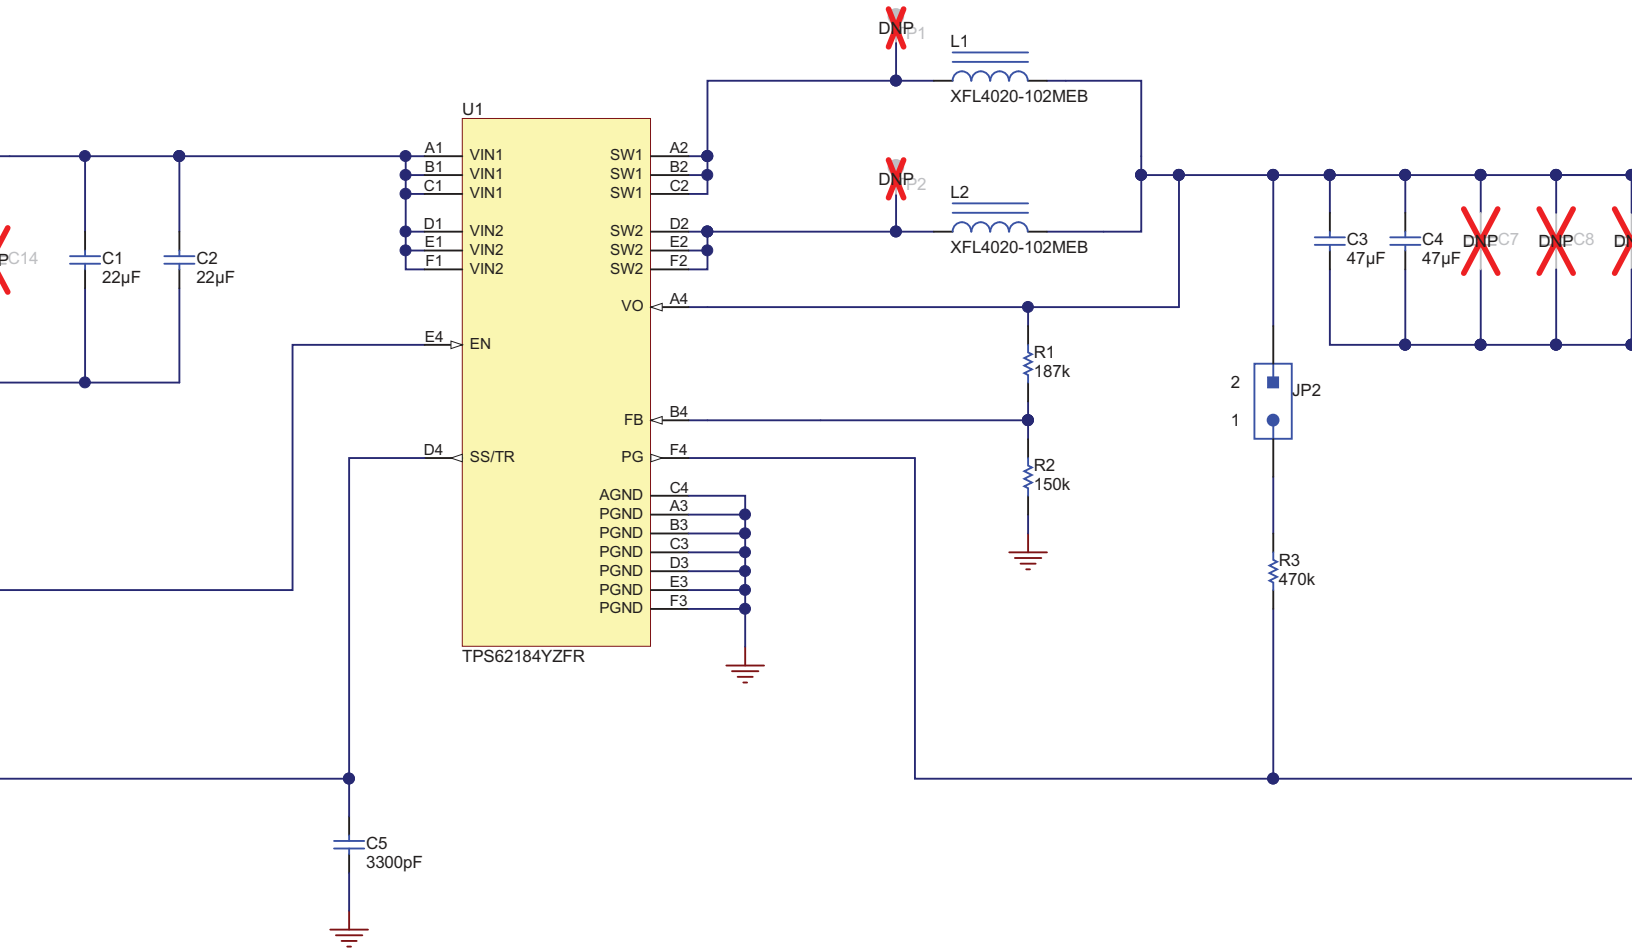 DNP P1
L1
XFL4020-102MEB
U1
A1 VIN1 SW1 A2
B1 VIN1 SW1 B2
C1 VIN1 SW1 C2
DNP P2
L2
XFL4020-102MEB
D1 VIN2 SW2 D2
E1 VIN2 SW2 E2
F1 VIN2 SW2 F2
P C14
C1
22µF
C2
22µF
C3
47µF
C4
47µF
DNP C7
DNP C8
DN
VO A4
E4 EN
R1
187k
FB B4
2
1
JP2
D4 SS/TR PG F4
R2
150k
AGND C4
PGND A3
PGND B3
PGND C3
PGND D3
PGND E3
PGND F3
R3
470k
TPS62184YZFR
C5
3300pF